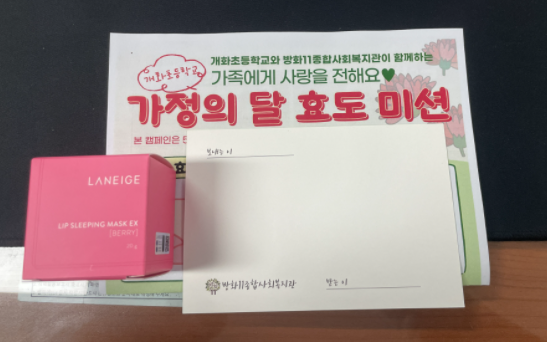 개화초등학교와 방화11종합사회복지관이 함께하는
개화초등학교
가족에게 사랑을 전해요♥
가정의 달 효도 미션
본 캠페인은
효
보내는 이
LANEIGE
LIP SLEEPING MASK EX
[BERRY]
방화11종합사회복지관
받는 이